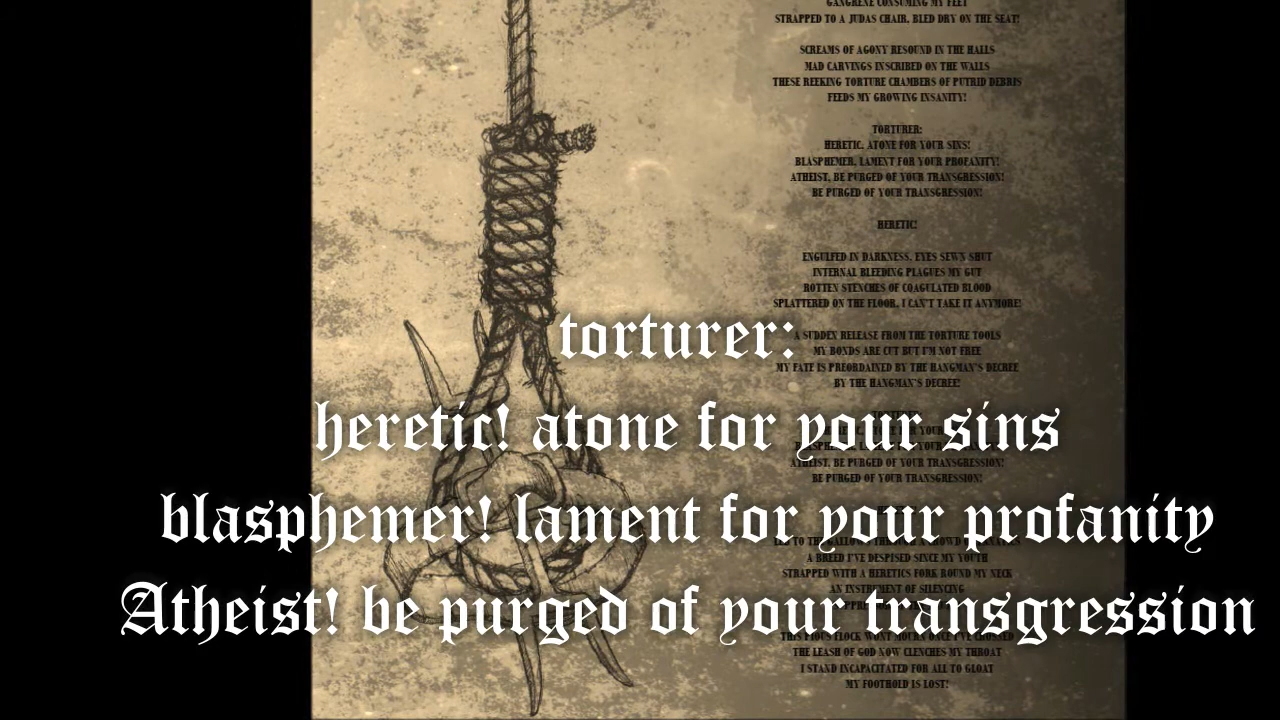 GANGRENE CONSUMING MY FEET
STRAPPED TO A JUDAS CHAIR, BLED DRY ON THE SEAT!
SCREAMS OF AGONY RESOUND IN THE HALLS
MAD CARVINGS INSCRIBED ON THE WALLS
THESE REEKING TORTURE CHAMBERS OF PUTRID DEBRIS
FEEDS MY GROWING INSANITY!
TORTURER:
HERETIC, ATONE FOR YOUR SINS!
BLASPHEMER, LAMENT FOR YOUR PROFANITY!
ATHEIST, BE PURGED OF YOUR TRANSGRESSION!
BE PURGED OF YOUR TRANSGRESSION!
HERETIC!
ENGULFED IN DARKNESS, EYES SEWN SHUT
INTERNAL BLEEDING PLAGUES MY GUT
ROTTEN STENCHES OF COAGULATED BLOOD
SPLATTERED ON THE FLOOR, I CAN'T TAKE IT ANYMORE!
A SUDDEN RELEASE FROM THE TORTURE TOOLS
MY BONDS ARE CUT BUT I'M NOT FREE
MY FATE IS PREORDAINED BY THE HANGMAN'S DECREE
BY THE HANGMAN'S DECREE!
ATHEIST, BE PURGED OF YOUR TRANSGRESSION!
BE PURGED OF YOUR TRANSGRESSION!
A BREED I'VE DESPISED SINCE MY YOUTH
STRAPPED WITH A HERETICS FORK ROUND MY NECK
AN INSTRUMENT OF SILENCING
THIS PIOUS FLOCK WONT MOURN ONCE I'VE CROSSED
THE LEASH OF GOD NOW CLENCHES MY THROAT
I STAND INCAPACITATED FOR ALL TO GLOAT
MY FOOTHOLD IS LOST!
torturer:
heretic! atone for your sins
blasphemer! lament for your profanity
Atheist! be purged of your transgression